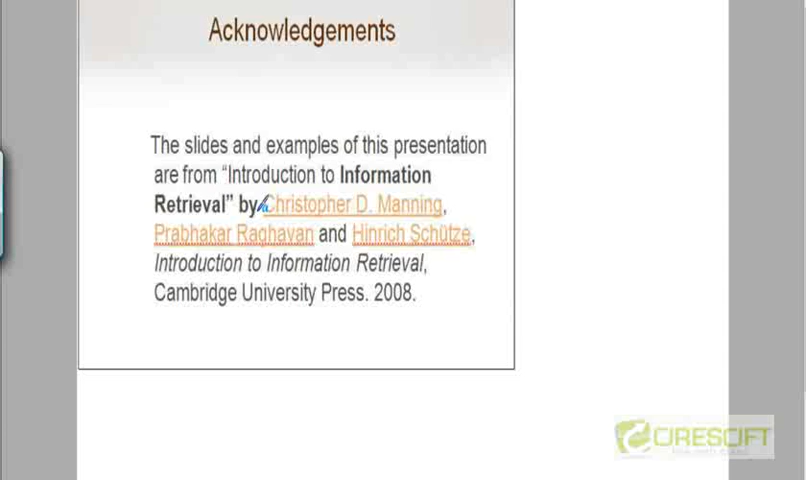 Acknowledgements
The slides and examples of this presentation
are from “Introduction to Information
Retrieval” by Christopher D. Manning,
Prabhakar Raghavan and Hinrich Schütze,
Introduction to Information Retrieval,
Cambridge University Press. 2008.